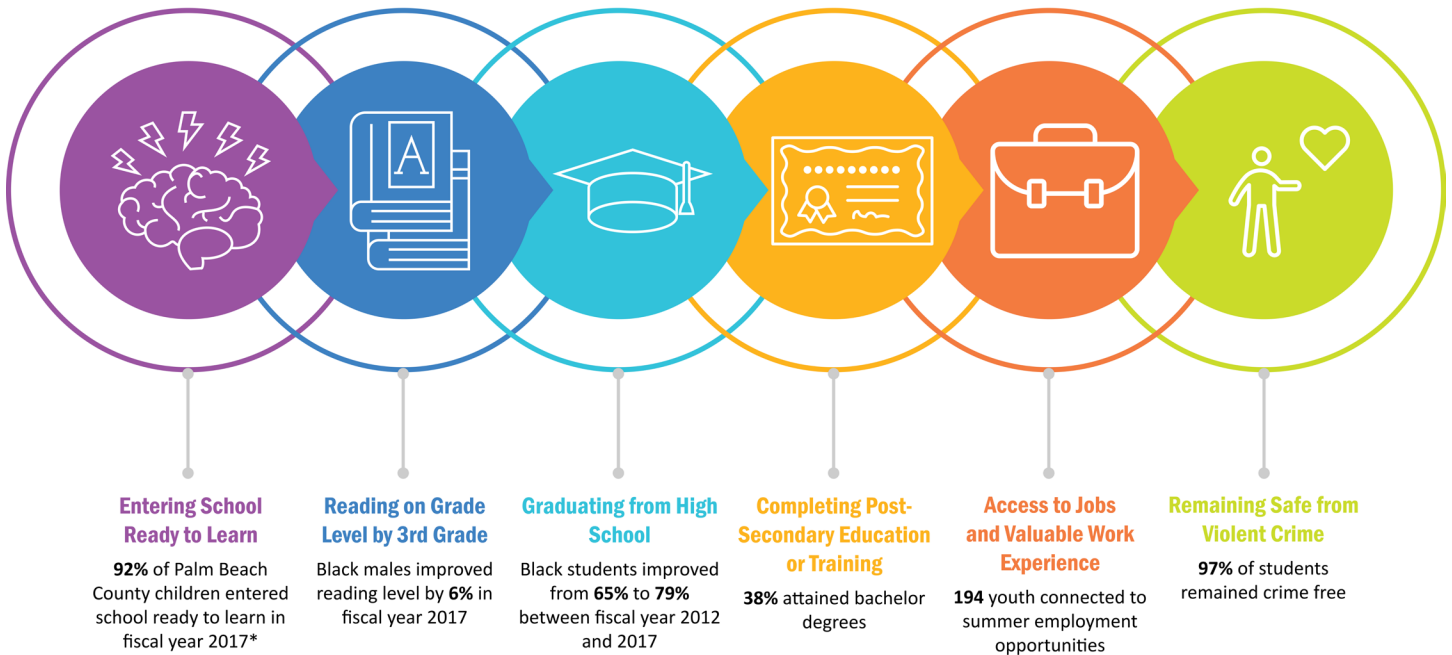 A
Entering School
Ready to Learn
92% of Palm Beach
County children entered
school ready to learn in
fiscal year 2017*
Reading on Grade
Level by 3rd Grade
Black males improved
reading level by 6% in
fiscal year 2017
Graduating from High
School
Black students improved
from 65% to 79%
between fiscal year 2012
and 2017
Completing Post-
Secondary Education
or Training
38% attained bachelor
degrees
Access to Jobs
and Valuable Work
Experience
194 youth connected to
summer employment
opportunities
Remaining Safe from
Violent Crime
97% of students
remained crime free